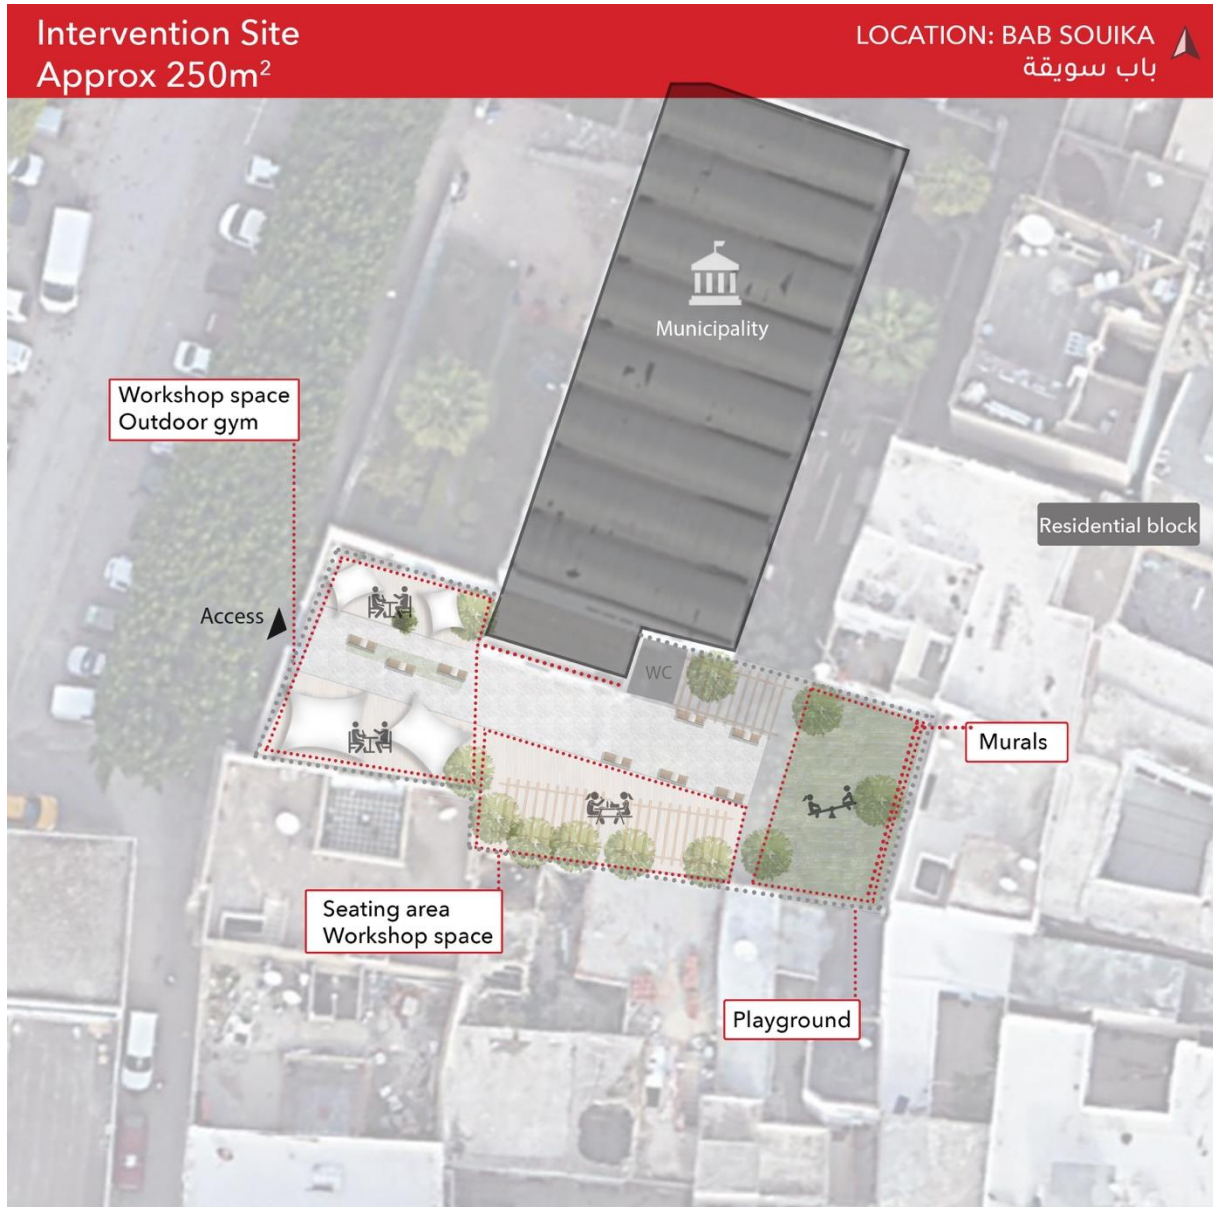 Intervention Site
Approx 250m²
LOCATION: BAB SOUIKA
باب سويقة
Municipality
Workshop space
Outdoor gym
Residential block
Access
WC
Murals
Seating area
Workshop space
Playground